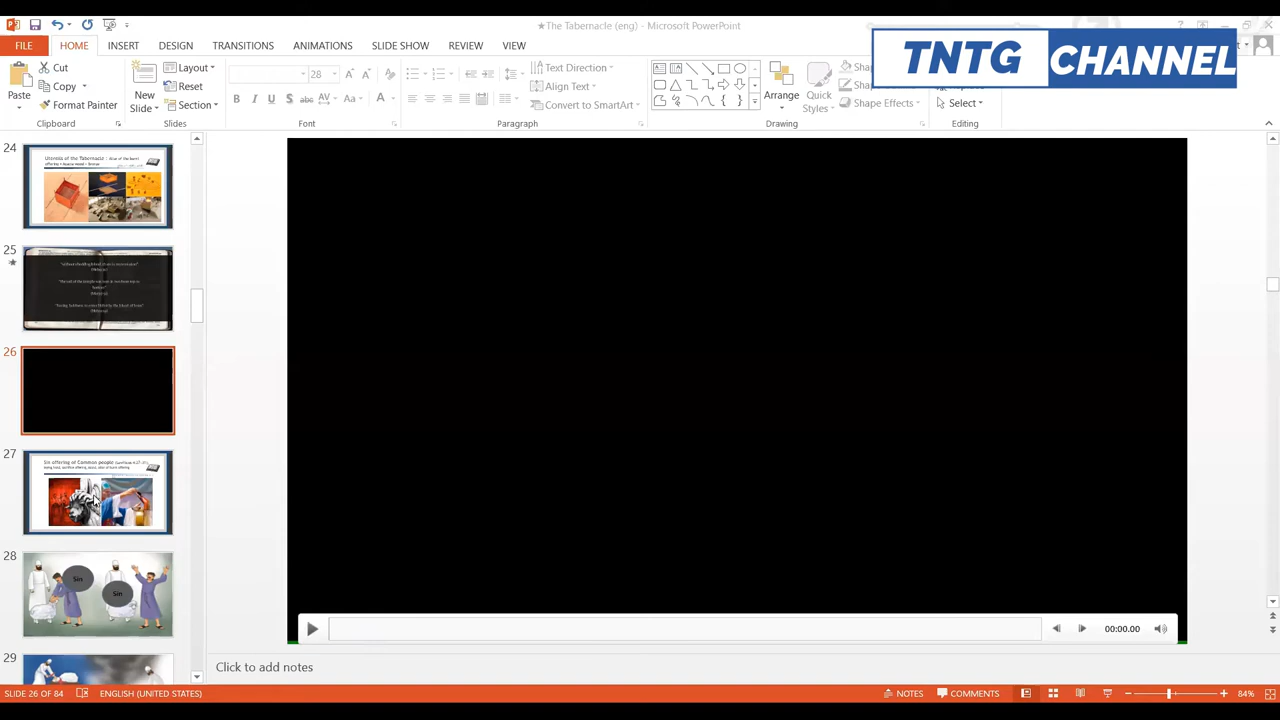 ★The Tabernacle (eng) - Microsoft PowerPoint
FILE HOME INSERT DESIGN TRANSITIONS ANIMATIONS SLIDE SHOW REVIEW VIEW
TNTG CHANNEL
Cut
Copy
Format Painter
Paste
Clipboard
New
Slide
Layout
Reset
Section
Slides
28
Font
Text Direction
Align Text
Convert to SmartArt
Paragraph
Arrange
Quick
Styles
Shape Effects
Drawing
Select
Editing
24
Utensils of the Tabernacle :
25
26
27
Sin offering of Common people
28
Sin
Sin
29
00:00.00
Click to add notes
SLIDE 26 OF 84 ENGLISH (UNITED STATES) NOTES COMMENTS 84%